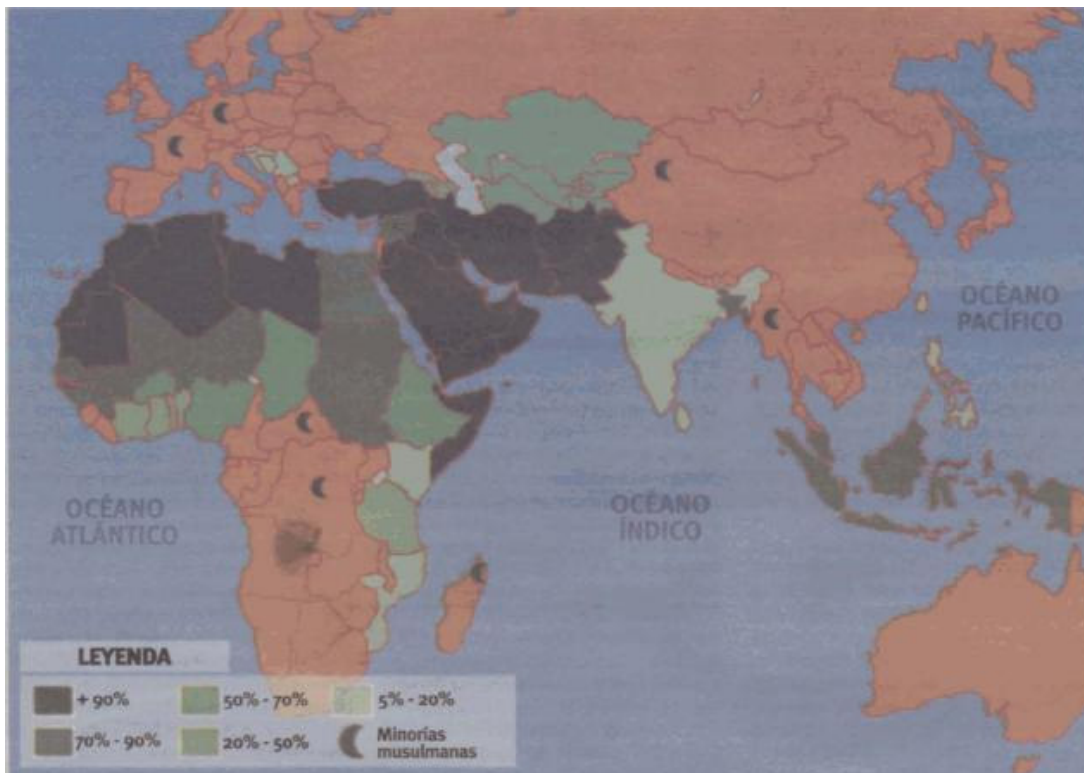 OCÉANO
PACÍFICO
OCÉANO
ATLÁNTICO
OCÉANO
ÍNDICO
LEYENDA
+ 90%
50% - 70%
5% - 20%
70% - 90%
20% - 50%
Minorías
musulmanas